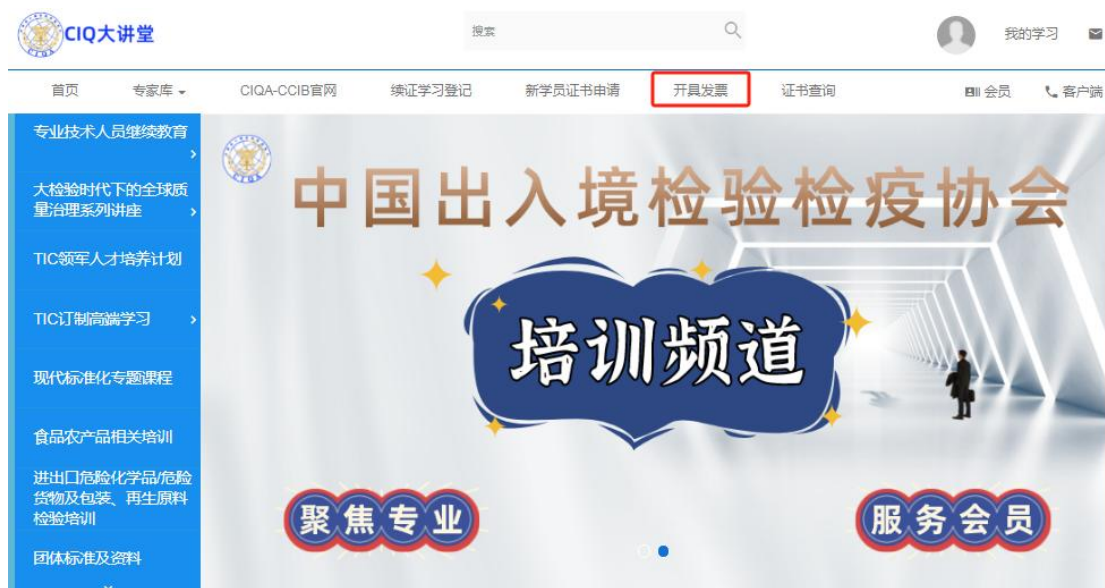 CIQ大讲堂
搜索
我的学习
首页
专家库
CIQA-CCIB官网
续证学习登记
新学员证书申请
开具发票
证书查询
会员
客户端
专业技术人员继续教育
大检验时代下的全球质
量治理系列讲座
TIC领军人才培养计划
TIC订制高端学习
现代标准化专题课程
食品农产品相关培训
进出口危险化学品/危险
货物及包装、再生原料
检验培训
团体标准及资料
CIQA
中国出入境检验检疫协会
培训频道
聚焦专业
服务会员